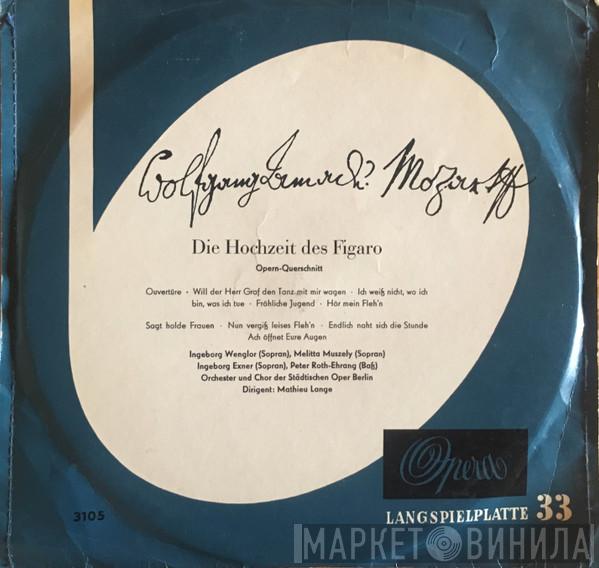 Wolfgang Amadé Mozart
Die Hochzeit des Figaro
Opern-Querschnitt
Ouvertüre · Will der Herr Graf den Tanz mit mir wagen · Ich weiß nicht, wo ich
bin, was ich tue · Fröhliche Jugend · Hör mein Fleh'n
Sagt holde Frauen · Nun vergiß leises Fleh'n · Endlich naht sich die Stunde
Ach öffnet Eure Augen
Ingeborg Wenglor (Sopran), Melitta Muszely (Sopran)
Ingeborg Exner (Sopran), Peter Roth-Ehrang (Baß)
Orchester und Chor der Städtischen Oper Berlin
Dirigent: Mathieu Lange
Opera
3105
LANGSPIELPLATTE 33
МАРКЕТ ВИНИЛА